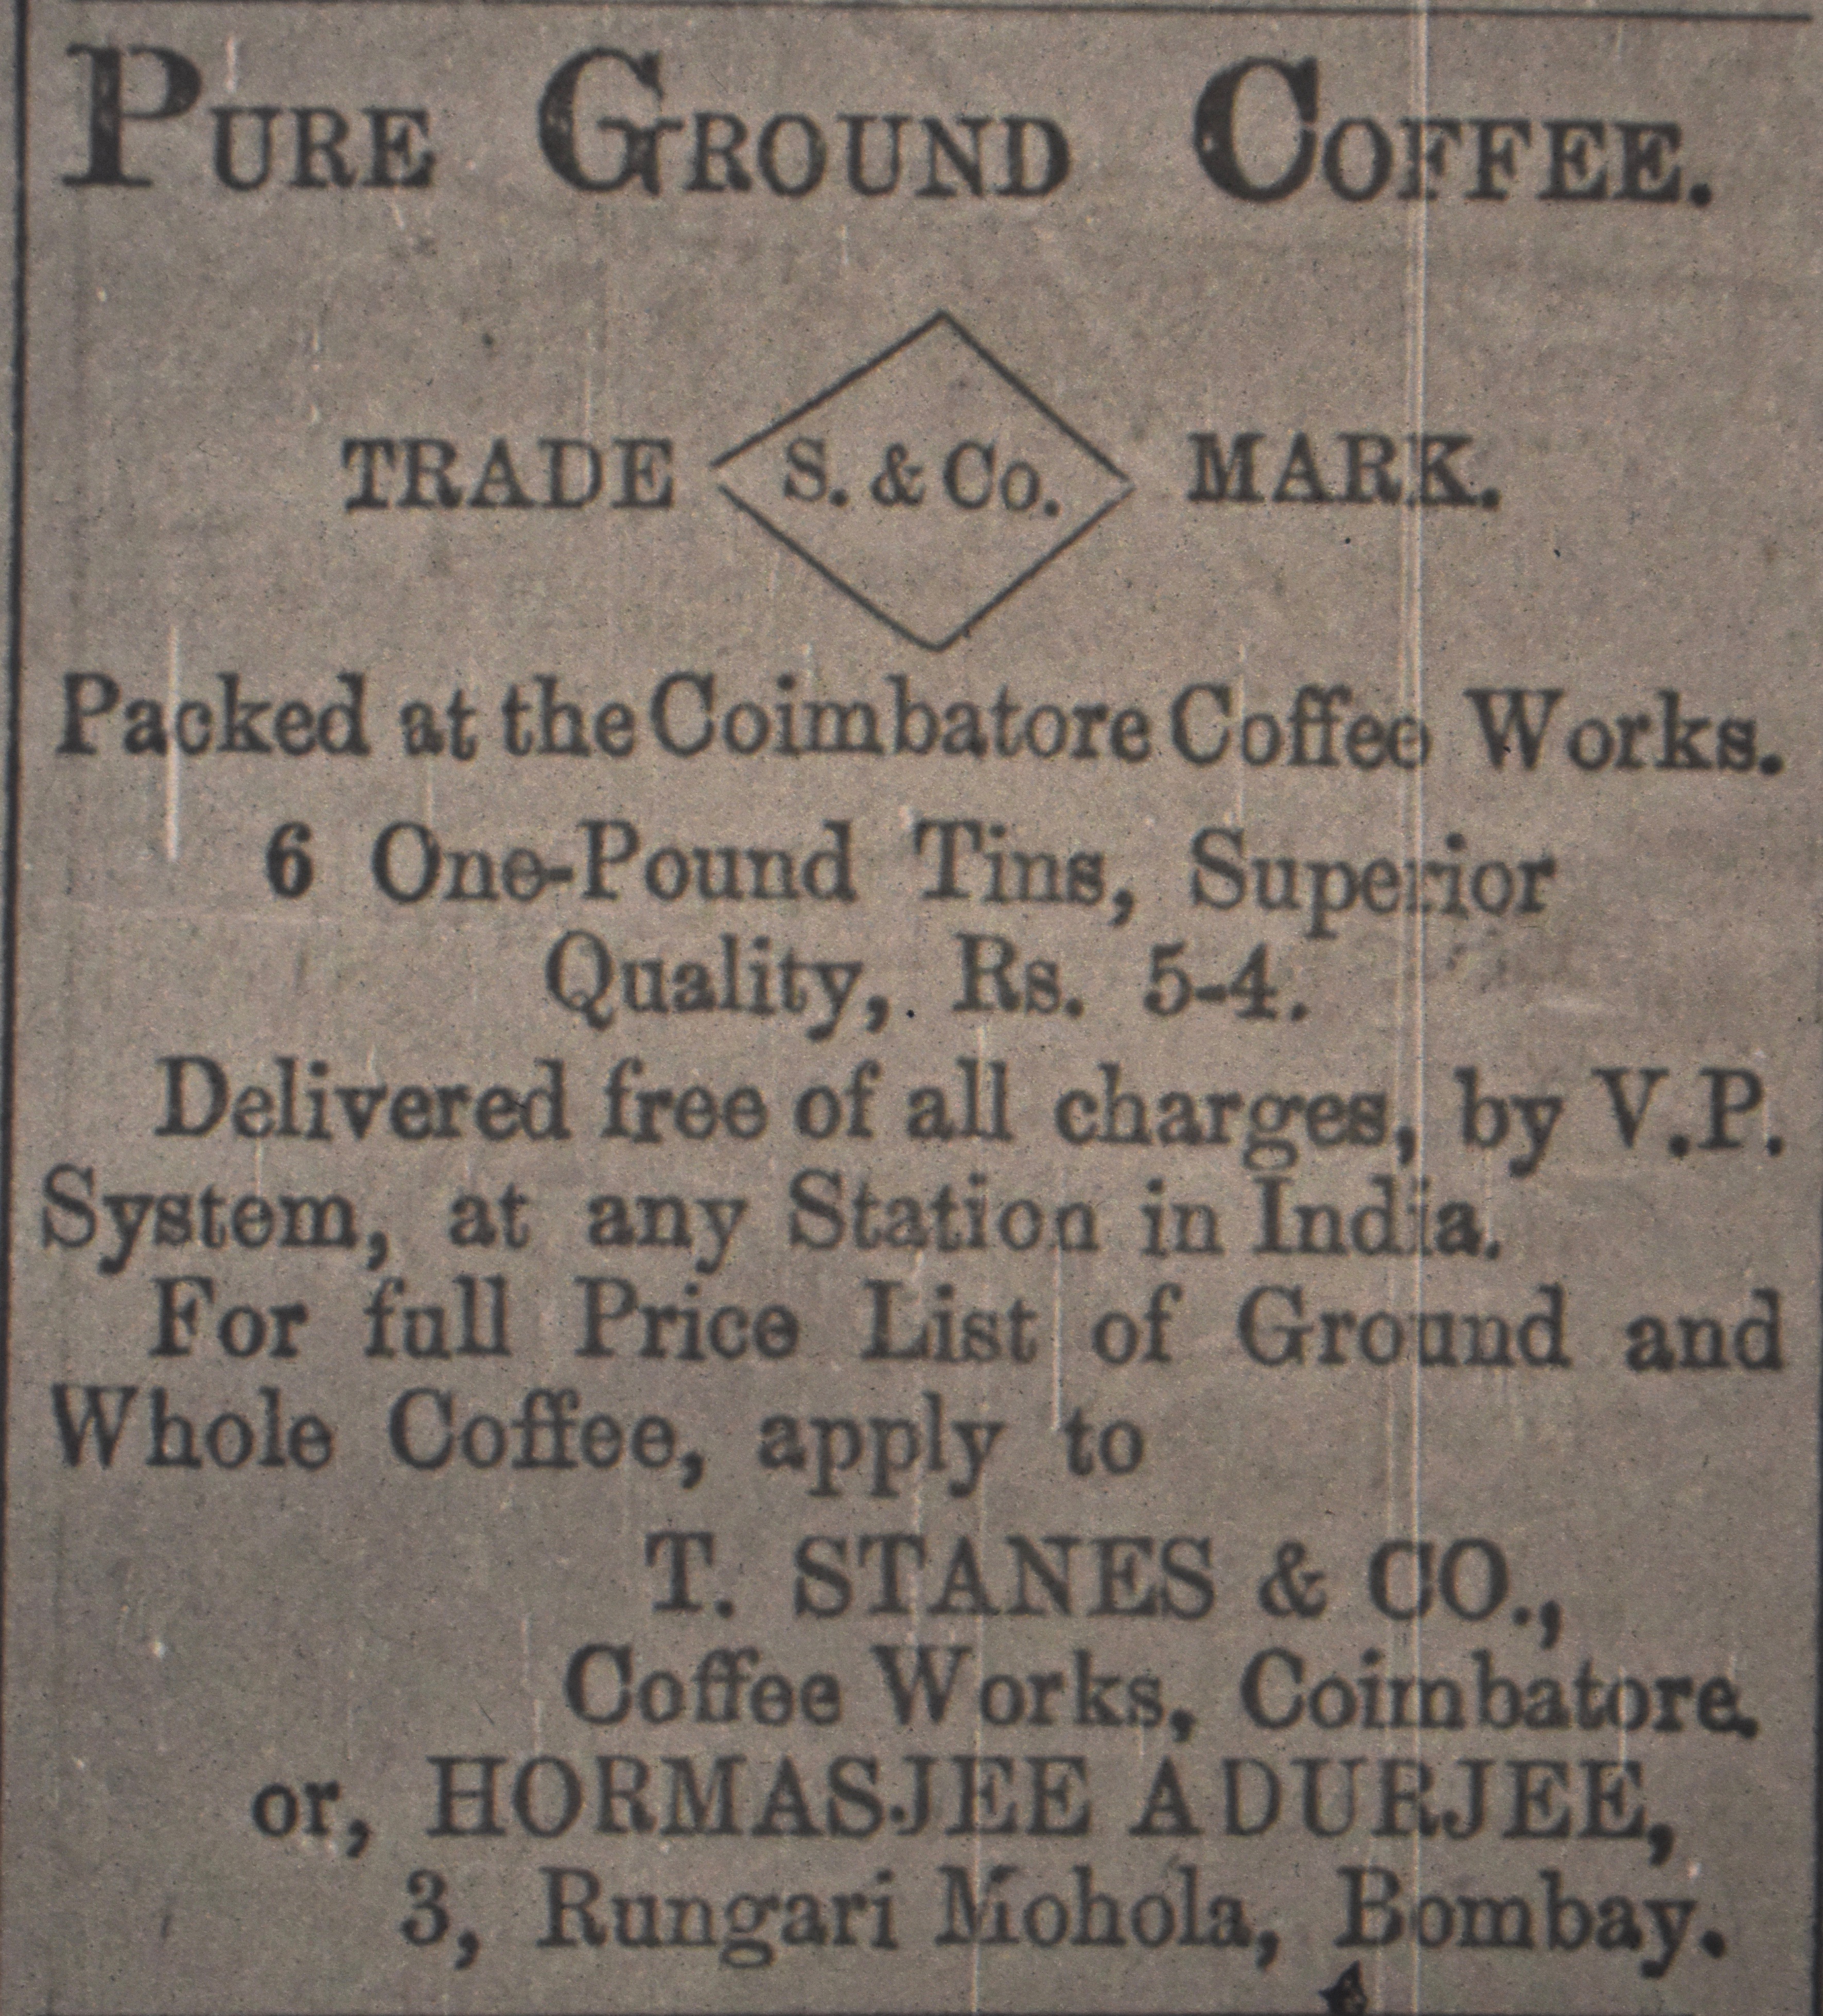 PURE GROUND COFFEE.
TRADE S. & Co. MARK.
Packed at the Coimbatore Coffee Works.
6 One-Pound Tins, Superior
Quality, Rs. 5-4.
Delivered free of all charges, by V.P.
System, at any Station in India.
For full Price List of Ground and
Whole Coffee, apply to
T. STANES & CO.,
Coffee Works, Coimbatore.
or, HORMASJEE ADURJEE,
3, Rungari Mohola, Bombay.